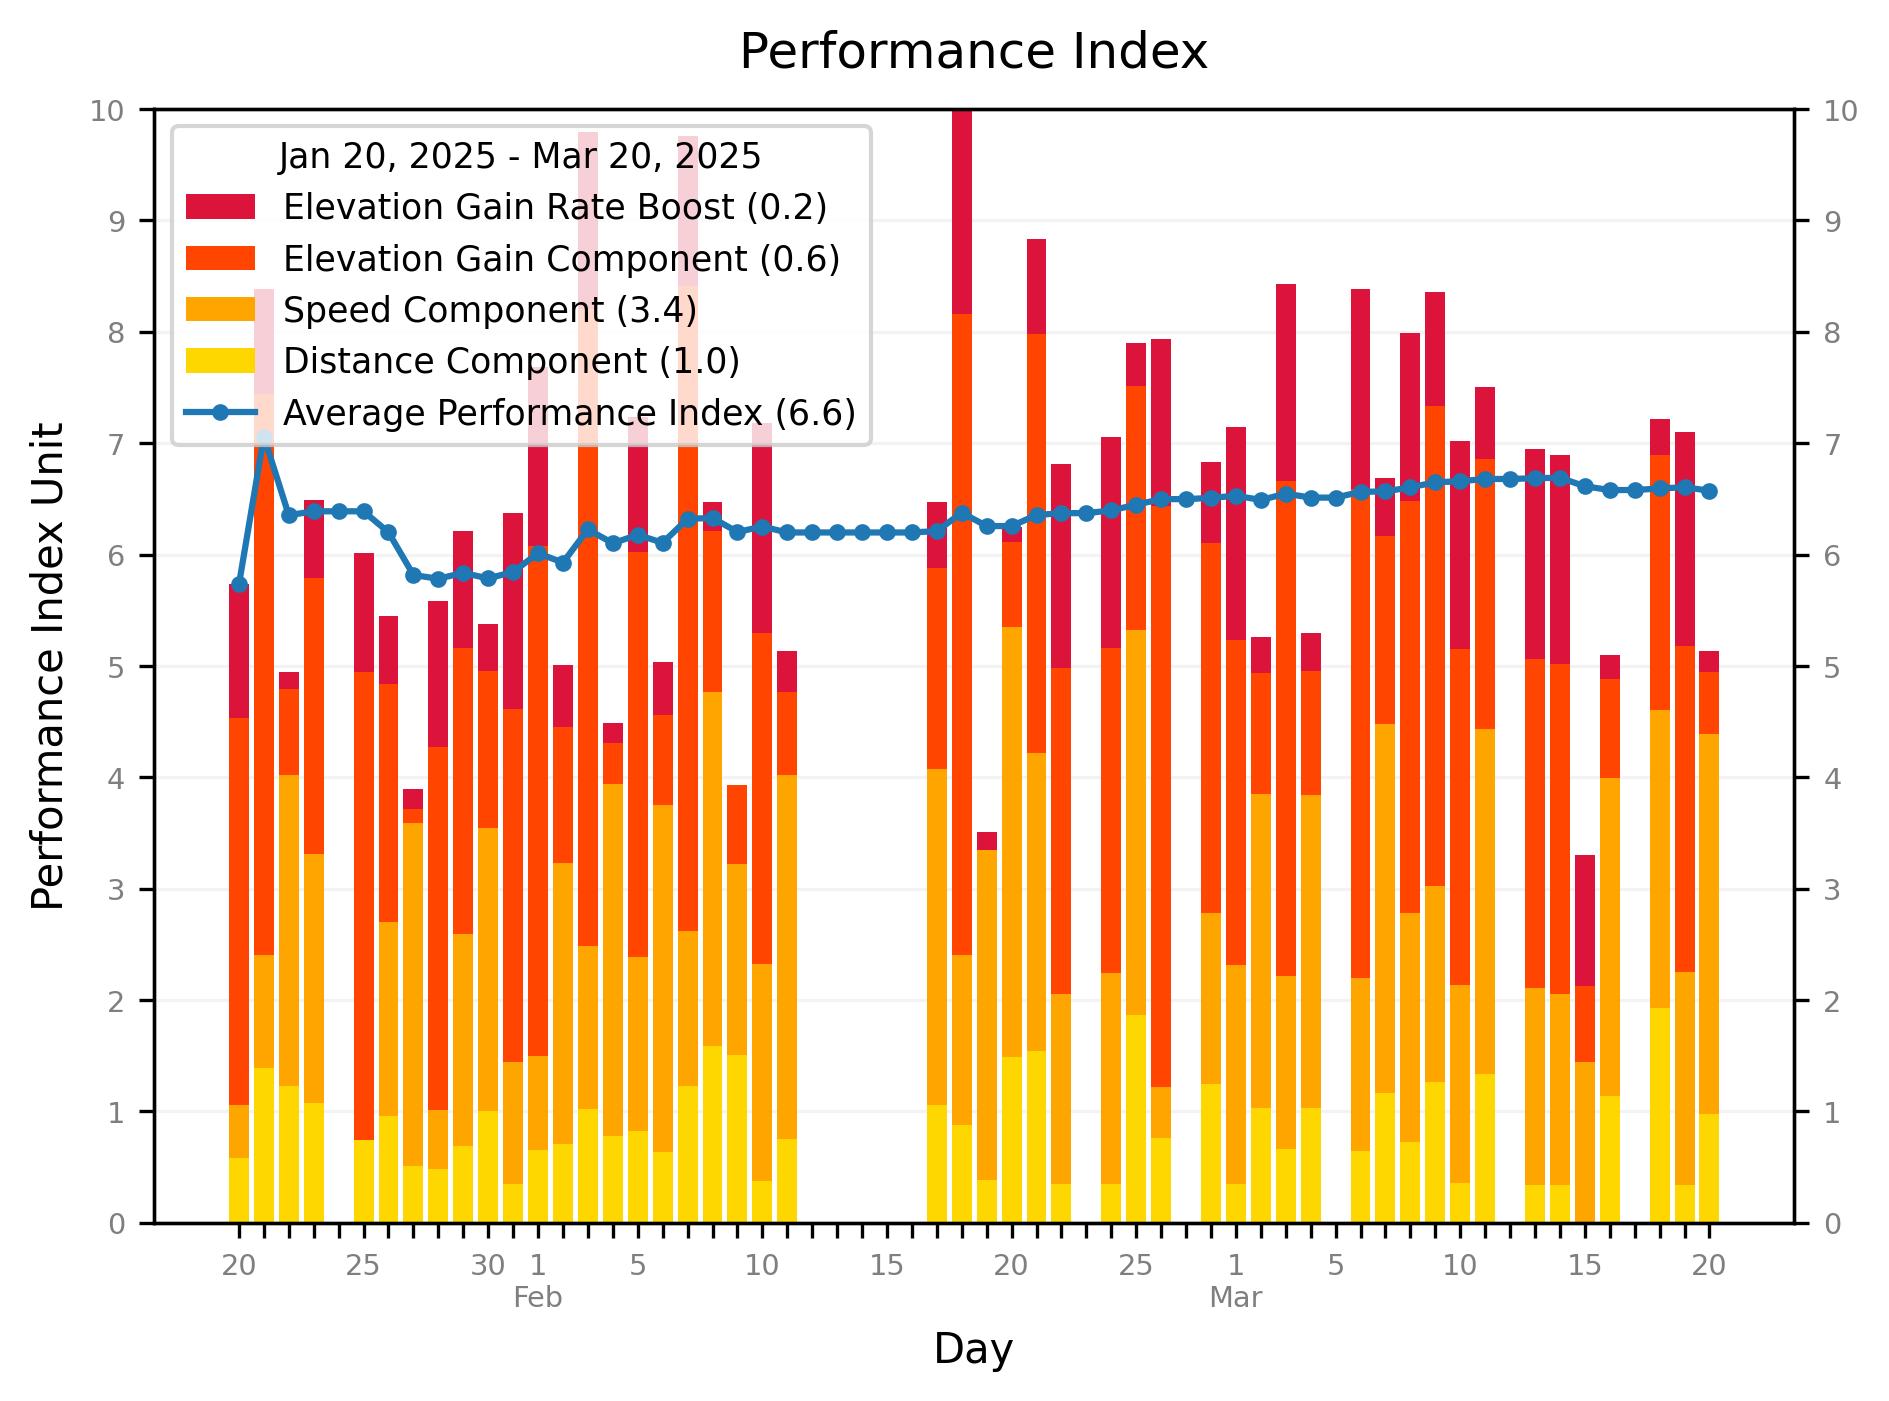 Performance Index
Jan 20, 2025 - Mar 20, 2025
Elevation Gain Rate Boost (0.2)
Elevation Gain Component (0.6)
Speed Component (3.4)
Distance Component (1.0)
Average Performance Index (6.6)
Performance Index Unit
10 10
9 9
8 8
7 7
6 6
5 5
4 4
3 3
2 2
1 1
0 0
20 25 30 1 5 10 15 20 25 1 5 10 15 20
Feb Mar
Day